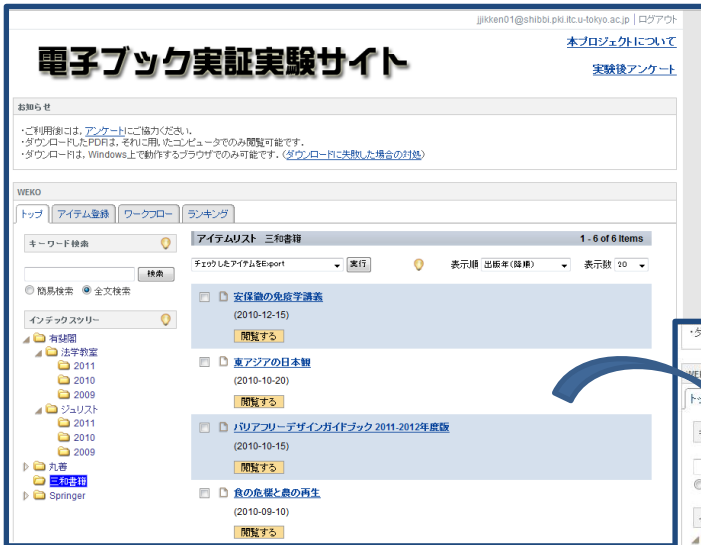 jjikken01@shibbi.pki.itc.u-tokyo.ac.jp | ログアウト
電子ブック実証実験サイト
本プロジェクトについて
実験後アンケート
お知らせ
・ご利用後には，アンケートにご協力ください。
・ダウンロードしたPDFは，それに用いたコンピュータでのみ閲覧可能です．
・ダウンロードは，Windows上で動作するブラウザでのみ可能です．(ダウンロードに失敗した場合の対処)
WEKO
トップ アイテム登録 ワークフロー ランキング
キーワード検索
検索
簡易検索 全文検索
インデックスツリー
有斐閣
法学教室
2011
2010
2009
ジュリスト
2011
2010
2009
丸善
三和書籍
Springer
アイテムリスト 三和書籍 1 - 6 of 6 Items
チェックしたアイテムをExport 実行 表示順 出版年(降順) 表示数 20
安保徹の免疫学講義
(2010-12-15)
閲覧する
東アジアの日本観
(2010-10-20)
閲覧する
バリアフリーデザインガイドブック 2011-2012年度版
(2010-10-15)
閲覧する
食の危機と農の再生
(2010-09-10)
閲覧する